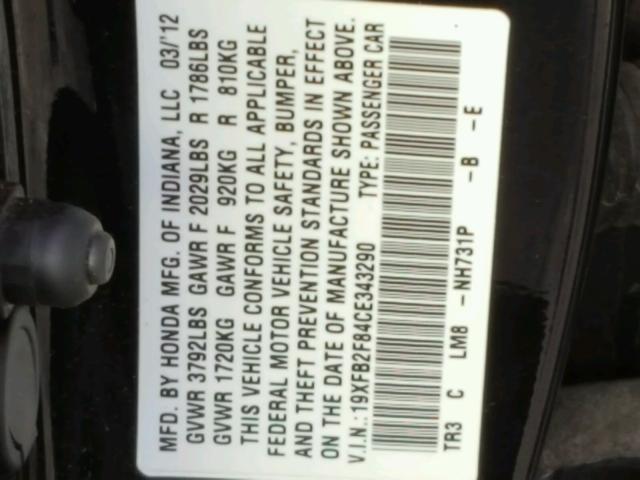 MFD. BY HONDA MFG. OF INDIANA, LLC 03/12
GVWR 3792LBS GAWR F 2029LBS R 1786LBS
GVWR 1720KG GAWR F 920KG R 810KG
THIS VEHICLE CONFORMS TO ALL APPLICABLE
FEDERAL MOTOR VEHICLE SAFETY, BUMPER,
AND THEFT PREVENTION STANDARDS IN EFFECT
ON THE DATE OF MANUFACTURE SHOWN ABOVE.
V.I.N.:19XFB2F84CE343290 TYPE: PASSENGER CAR
TR3 C LM8 -NH731P -B -E